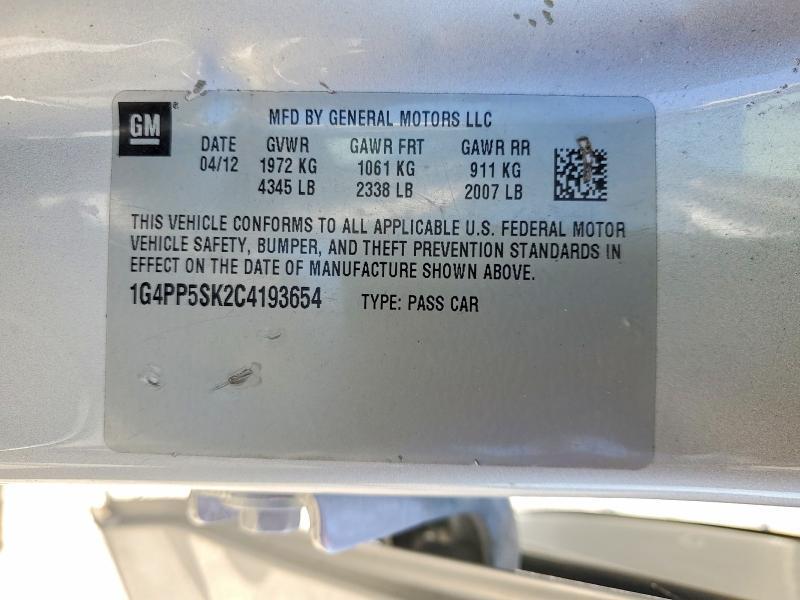 GM
MFD BY GENERAL MOTORS LLC
DATE GVWR GAWR FRT GAWR RR
04/12 1972 KG 1061 KG 911 KG
4345 LB 2338 LB 2007 LB
THIS VEHICLE CONFORMS TO ALL APPLICABLE U.S. FEDERAL MOTOR
VEHICLE SAFETY, BUMPER, AND THEFT PREVENTION STANDARDS IN
EFFECT ON THE DATE OF MANUFACTURE SHOWN ABOVE.
1G4PP5SK2C4193654 TYPE: PASS CAR